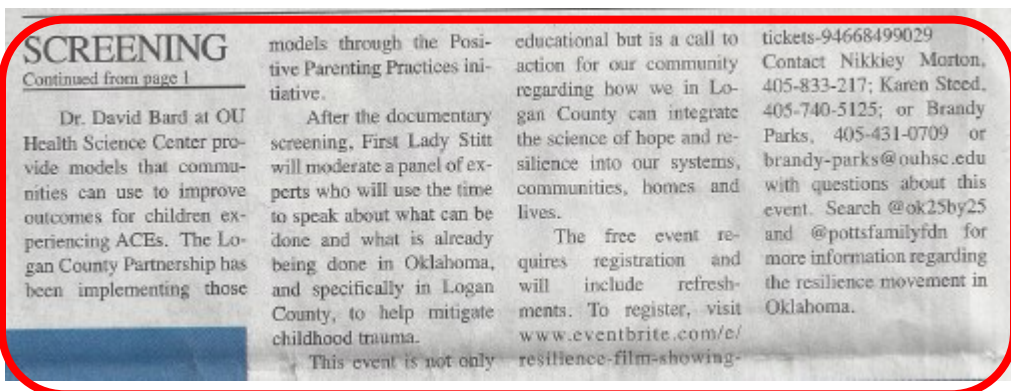 SCREENING
Continued from page 1
Dr. David Bard at OU
Health Science Center pro-
vide models that commu-
nities can use to improve
outcomes for children ex-
periencing ACEs. The Lo-
gan County Partnership has
been implementing those
models through the Posi-
tive Parenting Practices ini-
tiative.
After the documentary
screening, First Lady Stitt
will moderate a panel of ex-
perts who will use the time
to speak about what can be
done and what is already
being done in Oklahoma,
and specifically in Logan
County, to help mitigate
childhood trauma.
This event is not only
educational but is a call to
action for our community
regarding how we in Lo-
gan County can integrate
the science of hope and re-
silience into our systems,
communities, homes and
lives.
The free event re-
quires registration and
will include refresh-
ments. To register, visit
www.eventbrite.com/e/
resilience-film-showing-
tickets-94668499029 .
Contact Nikkiey Morton,
405-833-217; Karen Steed,
405-740-5125; or Brandy
Parks, 405-431-0709 or
brandy-parks@ouhsc.edu
with questions about this
event. Search @ok25by25
and @pottsfamilyfdn for
more information regarding
the resilience movement in
Oklahoma.